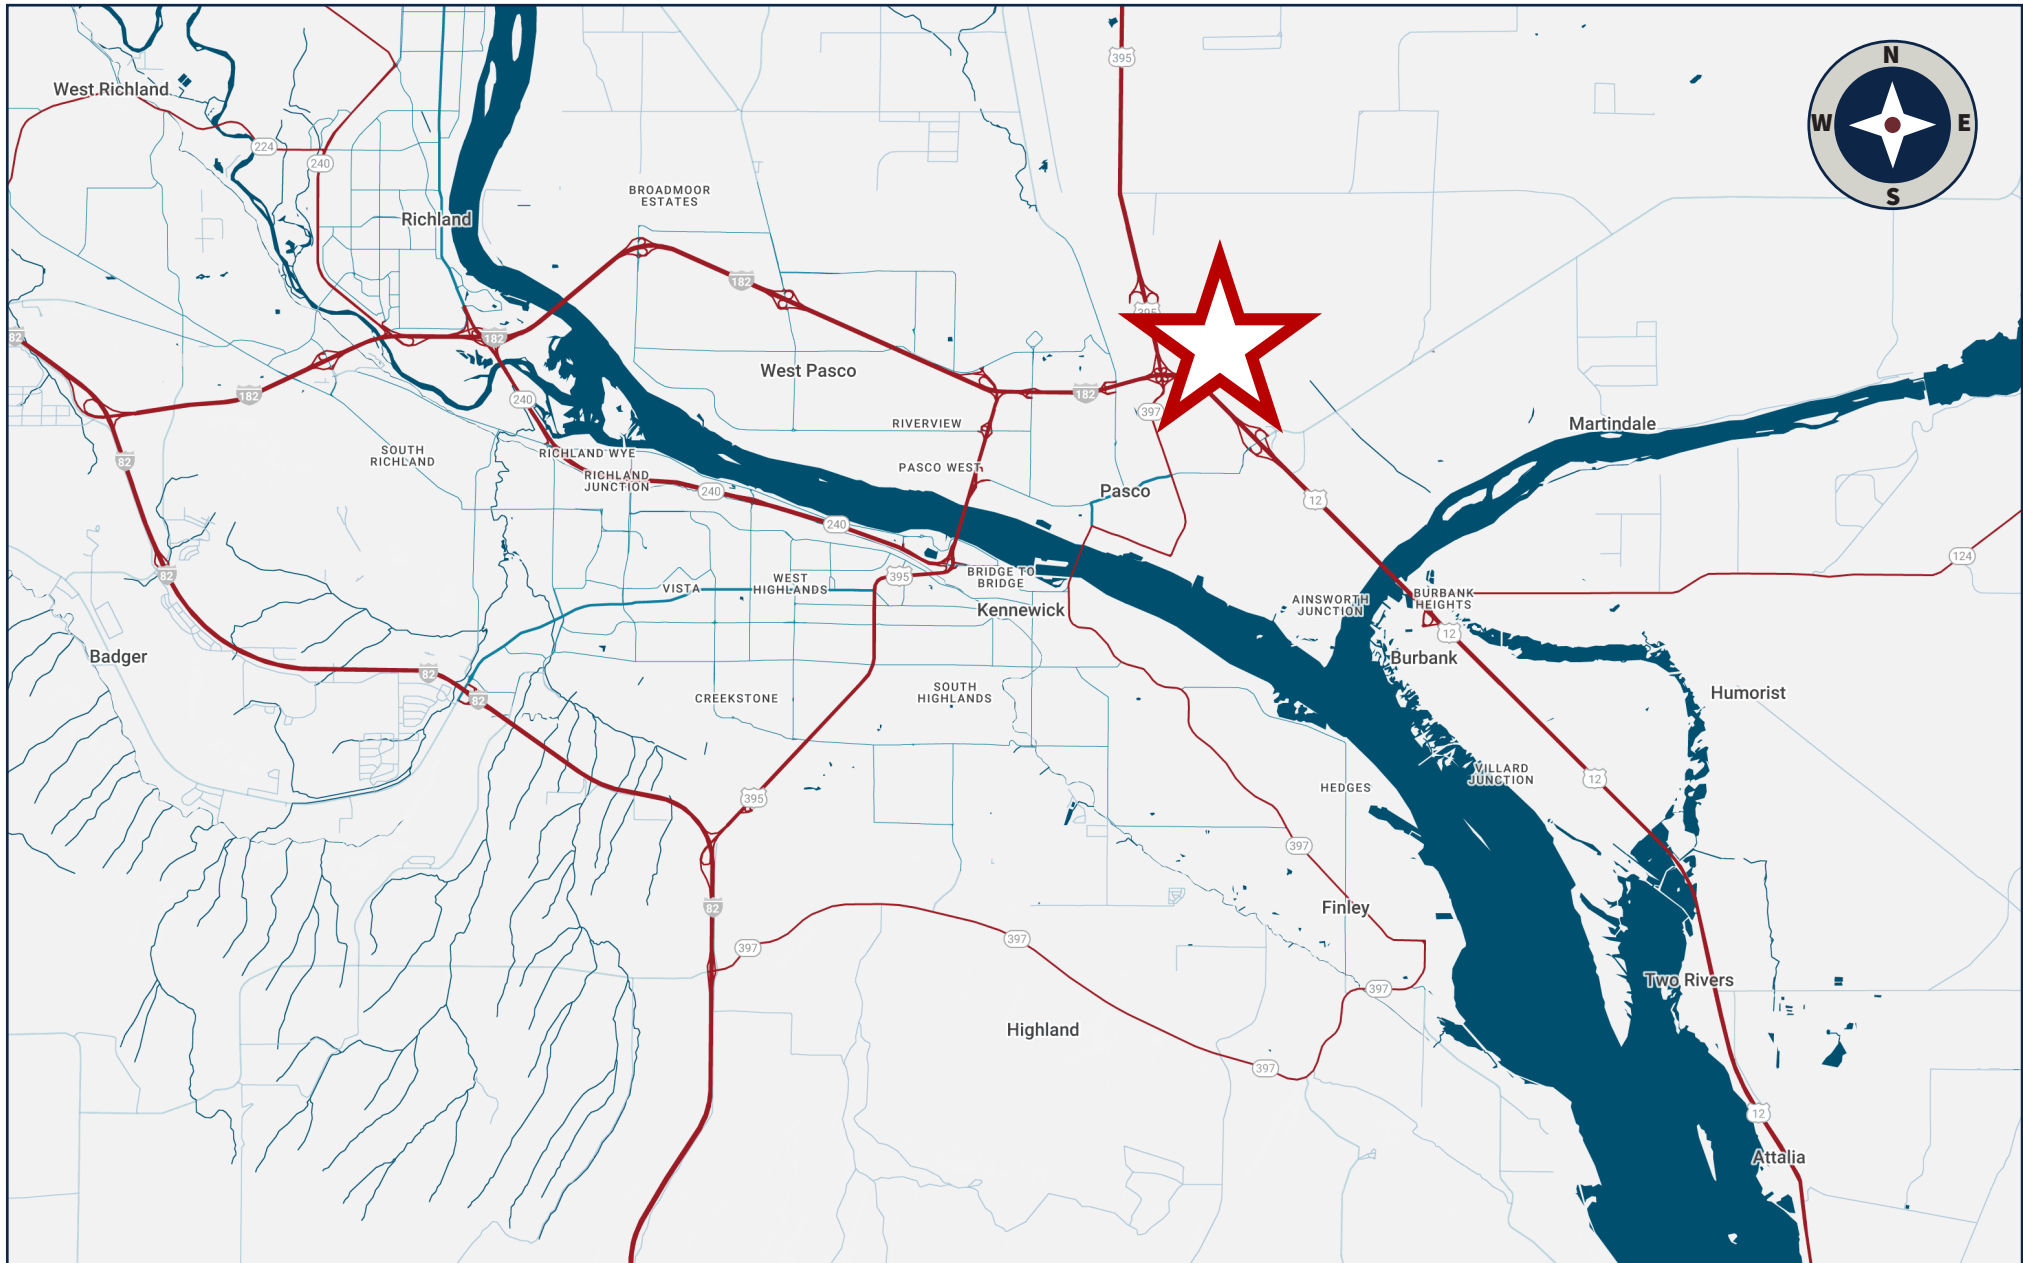 N
395
West Richland
W
E
224
240
S
BROADMOOR
ESTATES
Richland
182
395
182
82
West Pasco
182
182
240
397
RICHLAND WYE
RIVERVIEW
Martindale
SOUTH
RICHLAND
82
PASCO WEST
RICHLAND
JUNCTION
240
Pasco
12
240
124
82
395
BRIDGE TO
BRIDGE
VISTA
WEST
HIGHLANDS
Kennewick
AINSWORTH
JUNCTION
BURBANK
HEIGHTS
12
Badger
Burbank
82
82
CREEKSTONE
SOUTH
HIGHLANDS
Humorist
VILLARD
JUNCTION
12
HEDGES
395
397
82
Finley
397
397
397
Two Rivers
Highland
397
12
Attalia